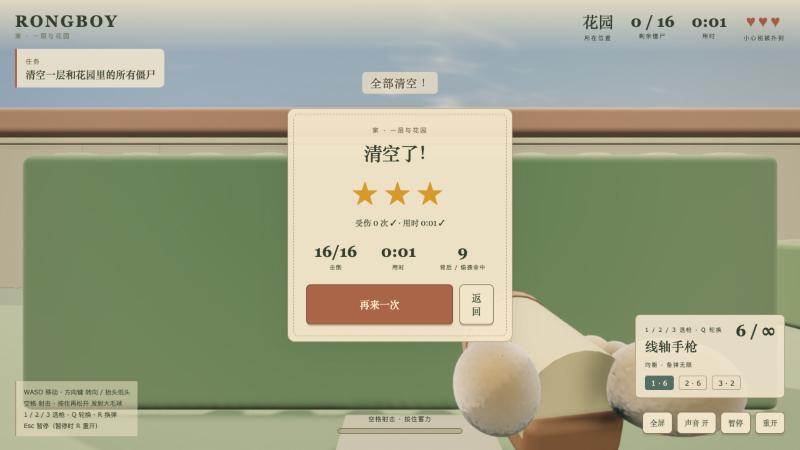 RONGBOY
家 · 一层与花园
花园
所在位置
0 / 16
剩余僵尸
0:01
用时
♥♥♥
小心别被扑到
任务
清空一层和花园里的所有僵尸
全部清空！
家 · 一层与花园
清空了！
★★★
受伤 0 次✓ · 用时 0:01✓
16/16
击倒
0:01
用时
9
背后 / 偷袭命中
再来一次
返回
1 / 2 / 3 选枪 · Q 轮换
6 / ∞
线轴手枪
均衡 · 备弹无限
1 · 6
2 · 6
3 · 2
WASD 移动 · 方向键 转向 / 抬头低头
空格 射击 · 按住再松开 发射大毛球
1 / 2 / 3 选枪 · Q 轮换 · R 换弹
Esc 暂停（暂停时 R 重开）
空格射击 · 按住蓄力
全屏
声音 开
暂停
重开